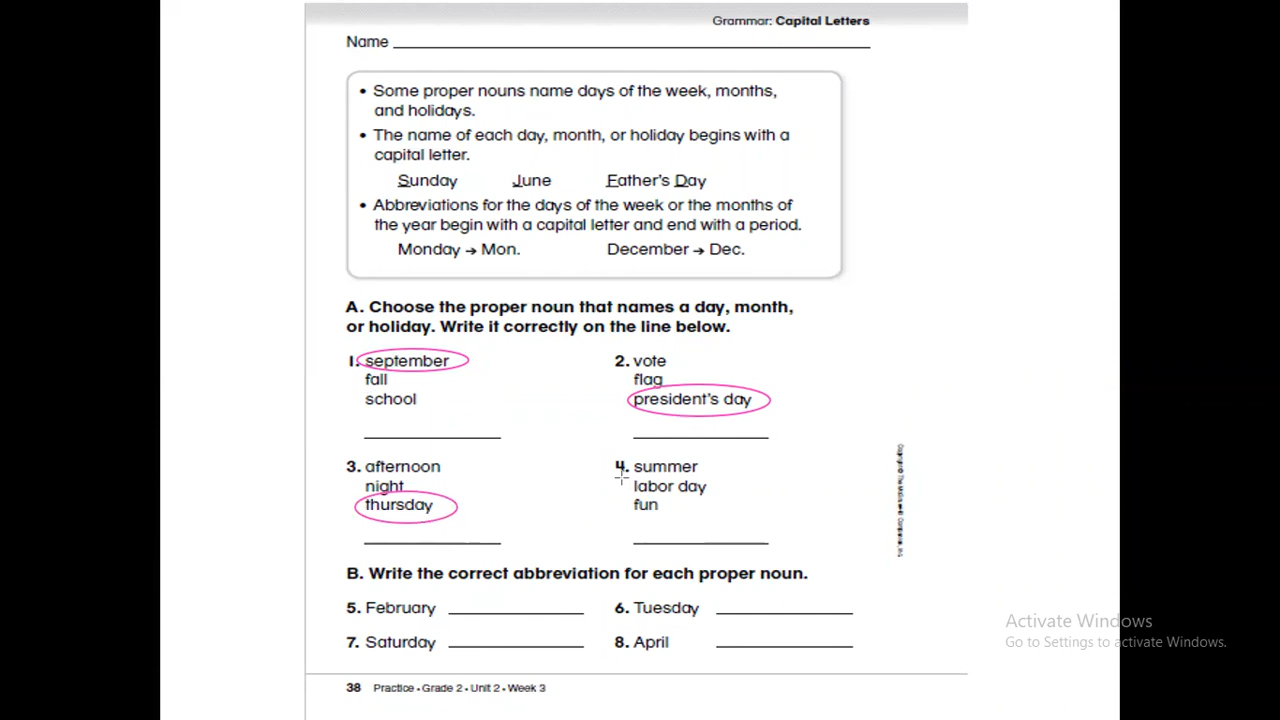 Grammar: Capital Letters
Name
• Some proper nouns name days of the week, months,
and holidays.
• The name of each day, month, or holiday begins with a
capital letter.
Sunday June Father's Day
• Abbreviations for the days of the week or the months of
the year begin with a capital letter and end with a period.
Monday → Mon. December → Dec.
A. Choose the proper noun that names a day, month,
or holiday. Write it correctly on the line below.
1. september
fall
school
2. vote
flag
president's day
3. afternoon
night
thursday
4. summer
labor day
fun
B. Write the correct abbreviation for each proper noun.
5. February 6. Tuesday
7. Saturday 8. April
38 Practice • Grade 2 • Unit 2 • Week 3
Activate Windows
Go to Settings to activate Windows.